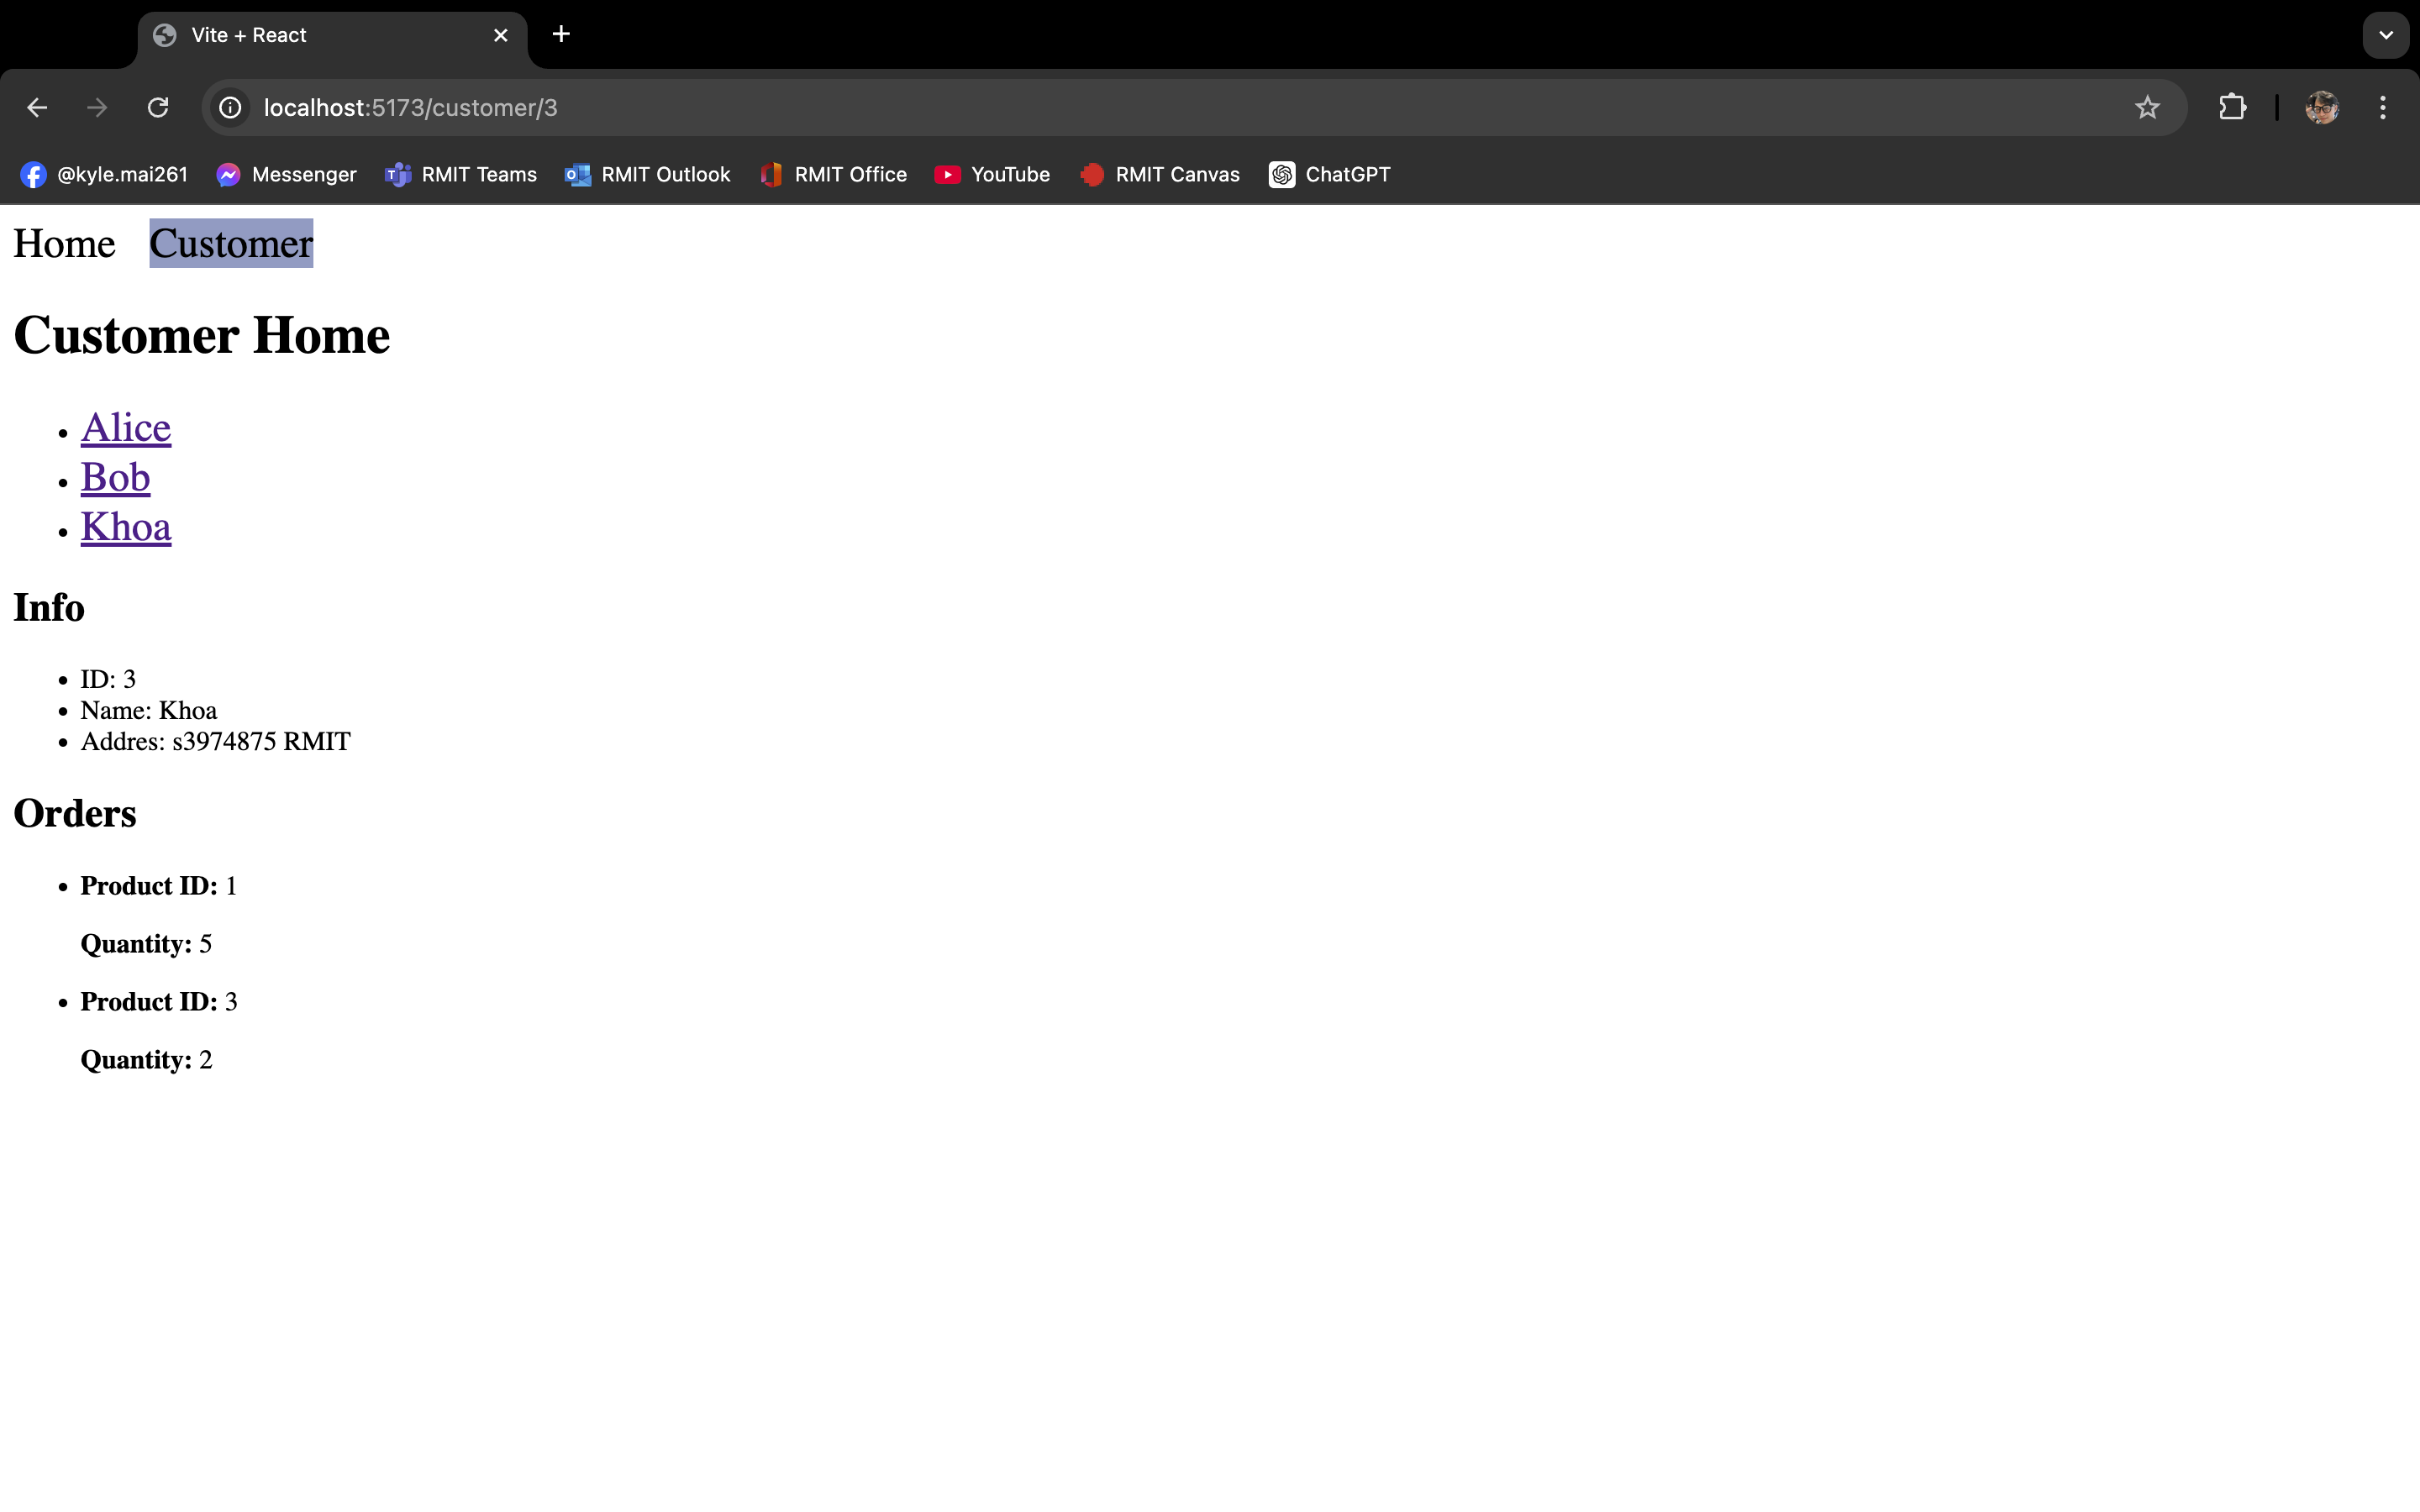 Vite + React
localhost:5173/customer/3
@kyle.mai261 Messenger RMIT Teams RMIT Outlook RMIT Office YouTube RMIT Canvas ChatGPT
Home Customer
Customer Home
Alice
Bob
Khoa
Info
ID: 3
Name: Khoa
Addres: s3974875 RMIT
Orders
Product ID: 1
Quantity: 5
Product ID: 3
Quantity: 2